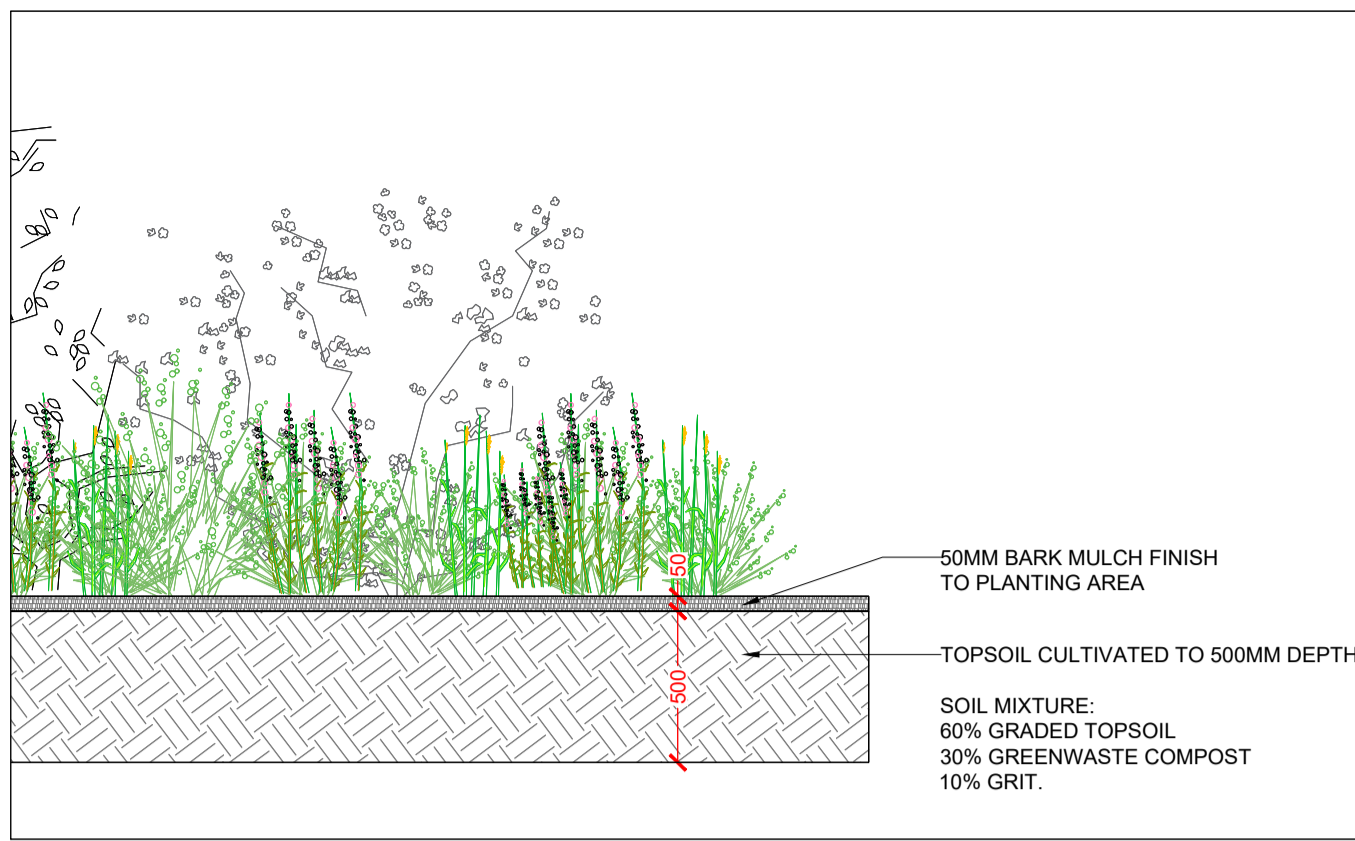 50MM BARK MULCH FINISH
TO PLANTING AREA
50
TOPSOIL CULTIVATED TO 500MM DEPTH
500
SOIL MIXTURE:
60% GRADED TOPSOIL
30% GREENWASTE COMPOST
10% GRIT.